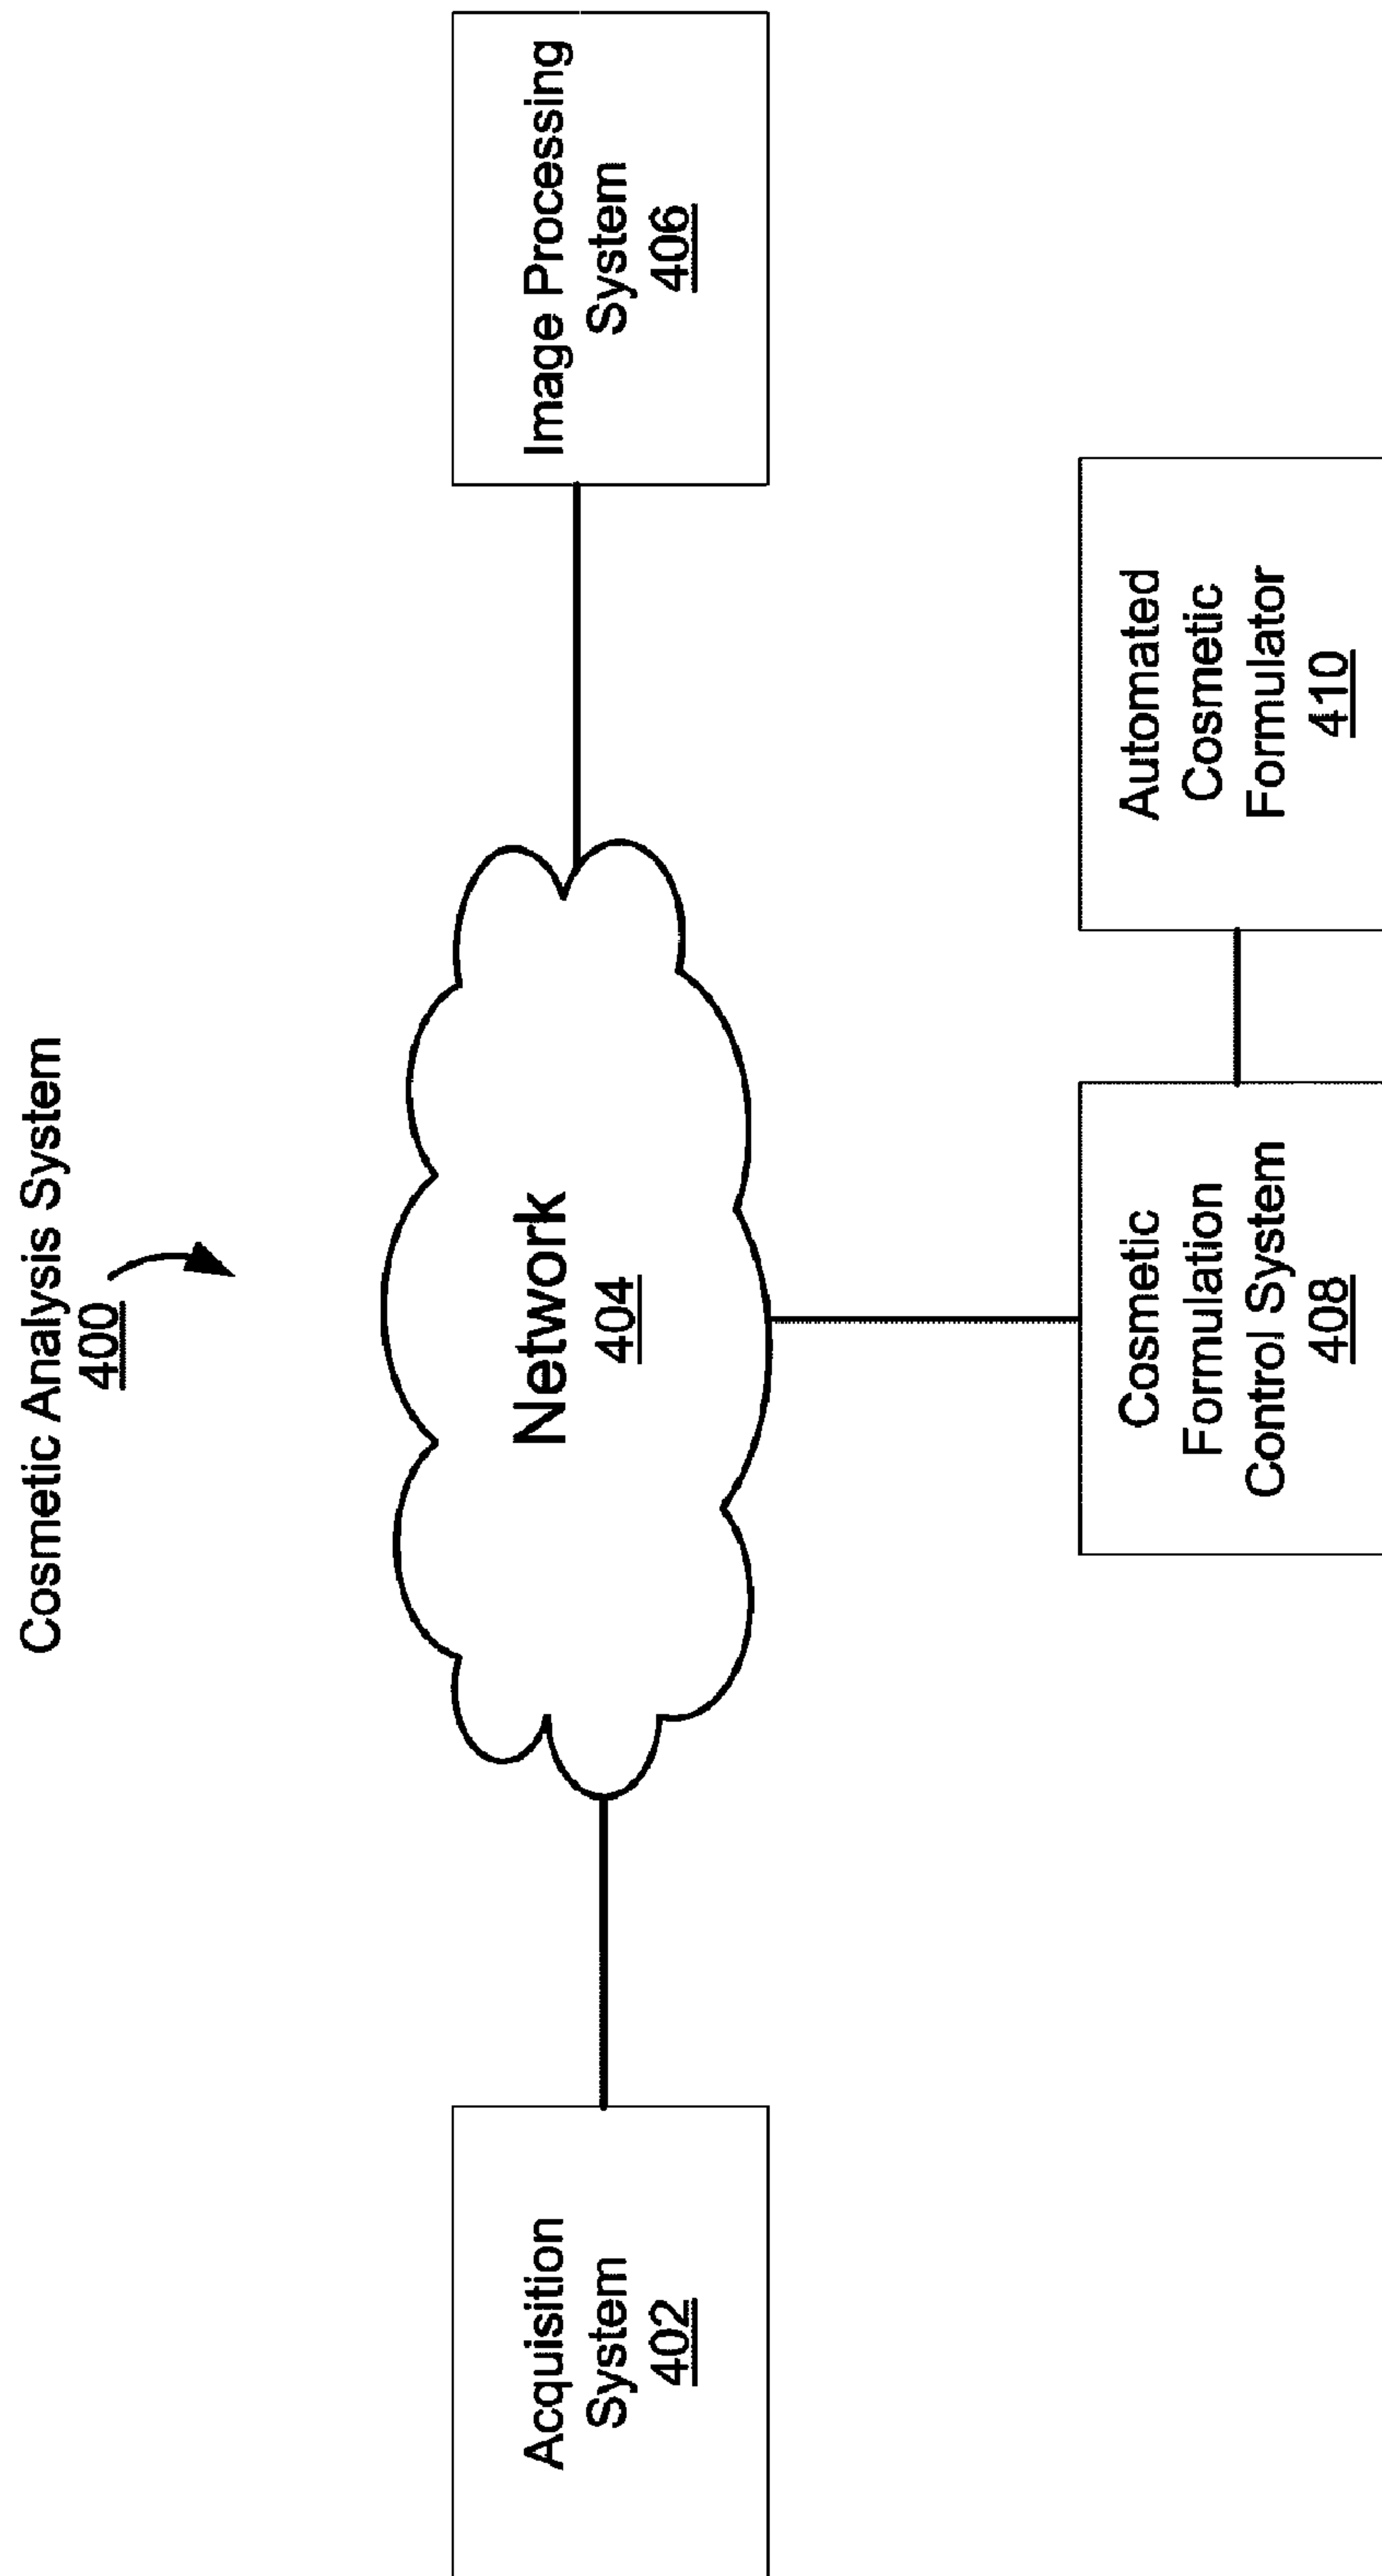 Cosmetic Analysis System
400
Acquisition
System
402
Network
404
Image Processing
System
406
Cosmetic
Formulation
Control System
408
Automated
Cosmetic
Formulator
410